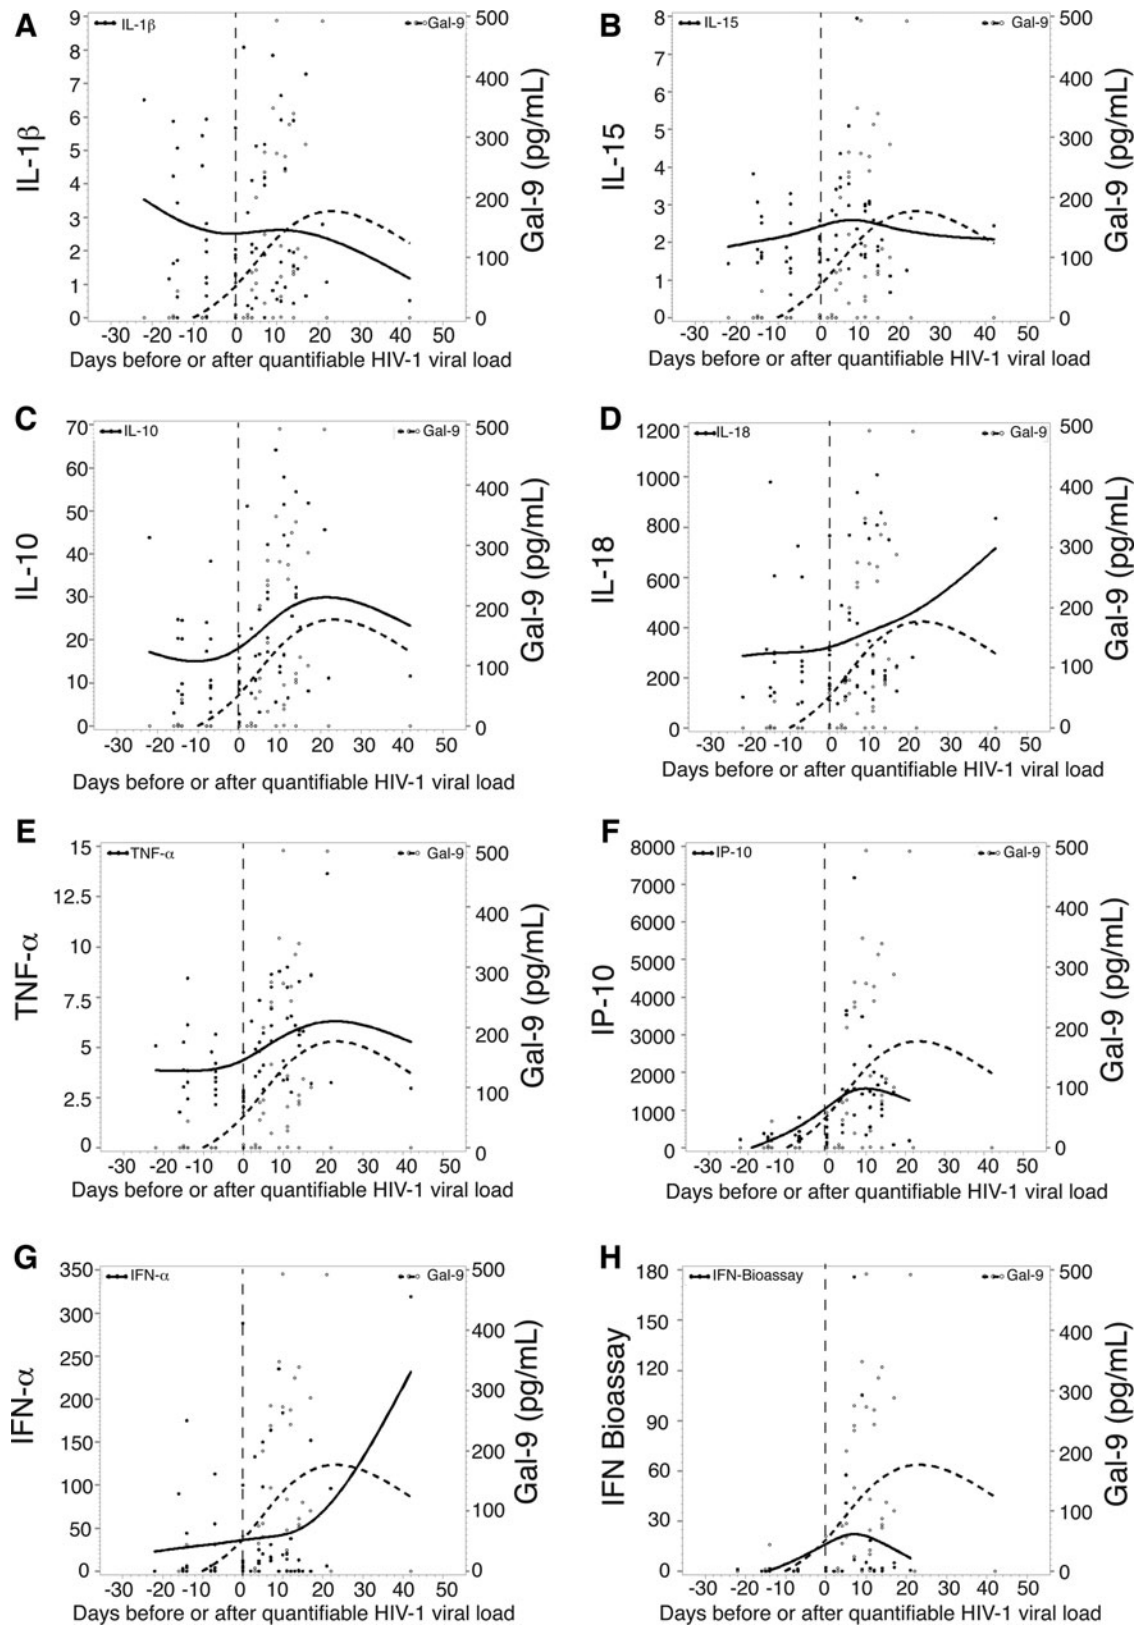 A
IL-1β
Gal-9
9
8
7
6
5
4
3
2
1
0
500
400
300
200
100
0
IL-1β
Gal-9 (pg/mL)
-30 -20 -10 0 10 20 30 40 50
Days before or after quantifiable HIV-1 viral load
B
IL-15
Gal-9
8
7
6
5
4
3
2
1
0
500
400
300
200
100
0
IL-15
Gal-9 (pg/mL)
-30 -20 -10 0 10 20 30 40 50
Days before or after quantifiable HIV-1 viral load
C
IL-10
Gal-9
70
60
50
40
30
20
10
0
500
400
300
200
100
0
IL-10
Gal-9 (pg/mL)
-30 -20 -10 0 10 20 30 40 50
Days before or after quantifiable HIV-1 viral load
D
IL-18
Gal-9
1200
1000
800
600
400
200
0
500
400
300
200
100
0
IL-18
Gal-9 (pg/mL)
-30 -20 -10 0 10 20 30 40 50
Days before or after quantifiable HIV-1 viral load
E
TNF-α
Gal-9
15
12.5
10
7.5
5
2.5
0
500
400
300
200
100
0
TNF-α
Gal-9 (pg/mL)
-30 -20 -10 0 10 20 30 40 50
Days before or after quantifiable HIV-1 viral load
F
IP-10
Gal-9
8000
7000
6000
5000
4000
3000
2000
1000
0
500
400
300
200
100
0
IP-10
Gal-9 (pg/mL)
-30 -20 -10 0 10 20 30 40 50
Days before or after quantifiable HIV-1 viral load
G
IFN-α
Gal-9
350
300
250
200
150
100
50
0
500
400
300
200
100
0
IFN-α
Gal-9 (pg/mL)
-30 -20 -10 0 10 20 30 40 50
Days before or after quantifiable HIV-1 viral load
H
IFN-Bioassay
Gal-9
180
150
120
90
60
30
0
500
400
300
200
100
0
IFN Bioassay
Gal-9 (pg/mL)
-30 -20 -10 0 10 20 30 40 50
Days before or after quantifiable HIV-1 viral load